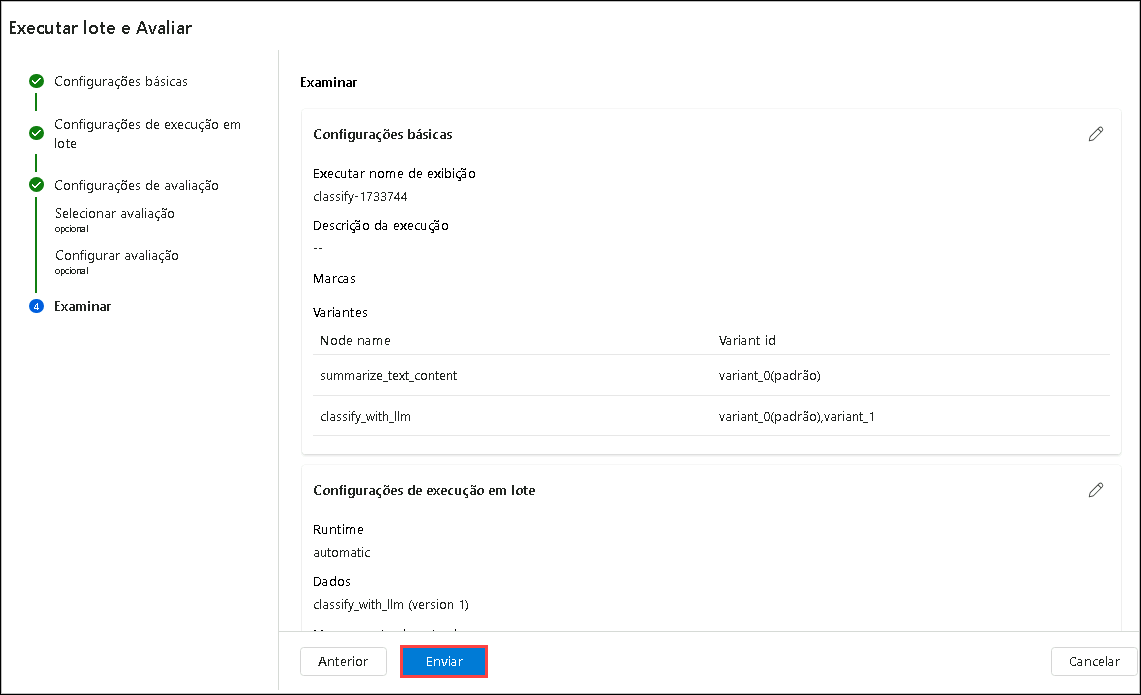 Executar lote e Avaliar
Configurações básicas
Configurações de execução em
lote
Configurações de avaliação
Selecionar avaliação
opcional
Configurar avaliação
opcional
4 Examinar
Examinar
Configurações básicas
Executar nome de exibição
classify-1733744
Descrição da execução
--
Marcas
Variantes
Node name Variant id
summarize_text_content variant_0(padrão)
classify_with_llm variant_0(padrão),variant_1
Configurações de execução em lote
Runtime
automatic
Dados
classify_with_llm (version 1)
Anterior Enviar Cancelar